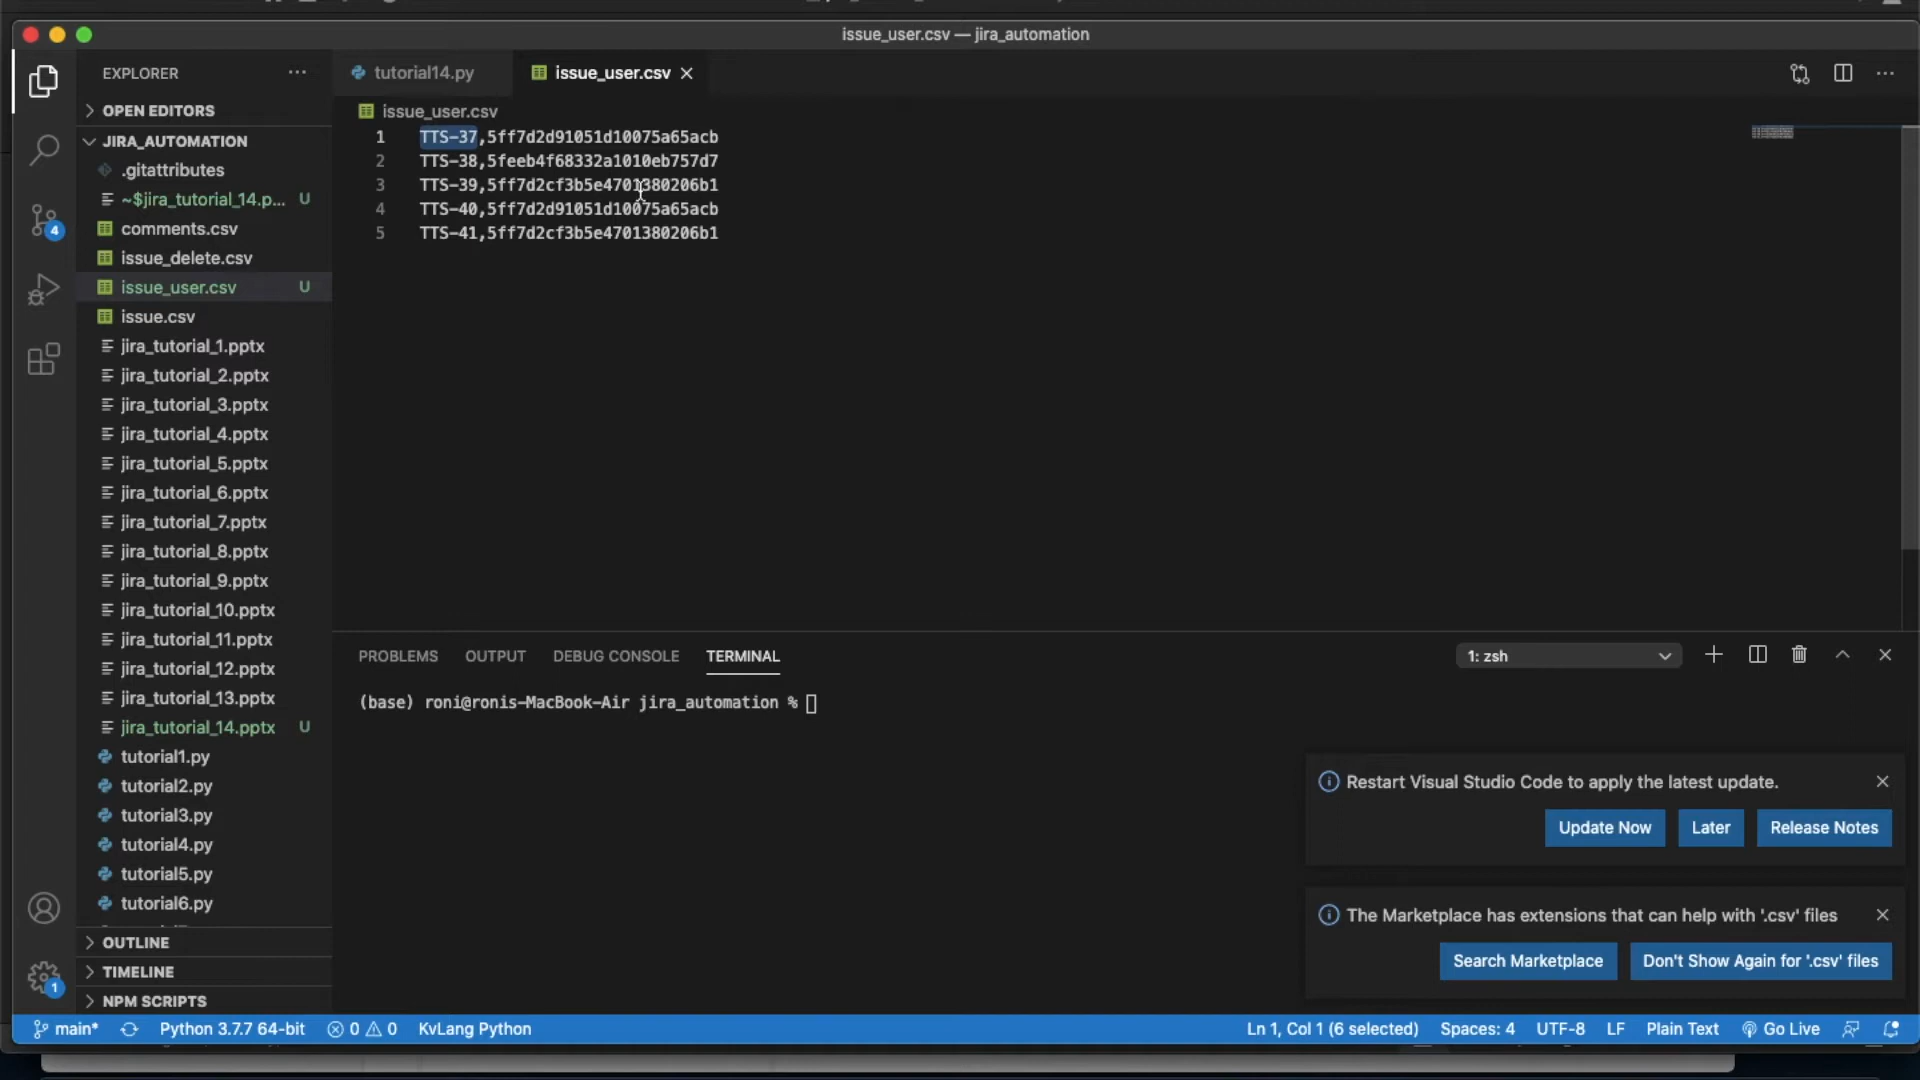 issue_user.csv — jira_automation
EXPLORER
tutorial14.py
issue_user.csv
OPEN EDITORS
issue_user.csv
JIRA_AUTOMATION
1 TTS-37,5ff7d2d91051d10075a65acb
2 TTS-38,5feeb4f68332a1010eb757d7
3 TTS-39,5ff7d2cf3b5e4701380206b1
4 TTS-40,5ff7d2d91051d10075a65acb
5 TTS-41,5ff7d2cf3b5e4701380206b1
.gitattributes
~$jira_tutorial_14.p... U
comments.csv
issue_delete.csv
issue_user.csv U
issue.csv
jira_tutorial_1.pptx
jira_tutorial_2.pptx
jira_tutorial_3.pptx
jira_tutorial_4.pptx
jira_tutorial_5.pptx
jira_tutorial_6.pptx
jira_tutorial_7.pptx
jira_tutorial_8.pptx
jira_tutorial_9.pptx
jira_tutorial_10.pptx
jira_tutorial_11.pptx
jira_tutorial_12.pptx
jira_tutorial_13.pptx
jira_tutorial_14.pptx U
tutorial1.py
tutorial2.py
tutorial3.py
tutorial4.py
tutorial5.py
tutorial6.py
OUTLINE
TIMELINE
NPM SCRIPTS
4
1
PROBLEMS OUTPUT DEBUG CONSOLE TERMINAL
1: zsh
(base) roni@ronis-MacBook-Air jira_automation %
Restart Visual Studio Code to apply the latest update.
Update Now Later Release Notes
The Marketplace has extensions that can help with '.csv' files
Search Marketplace Don't Show Again for '.csv' files
main* Python 3.7.7 64-bit 0 0 KvLang Python
Ln 1, Col 1 (6 selected) Spaces: 4 UTF-8 LF Plain Text Go Live